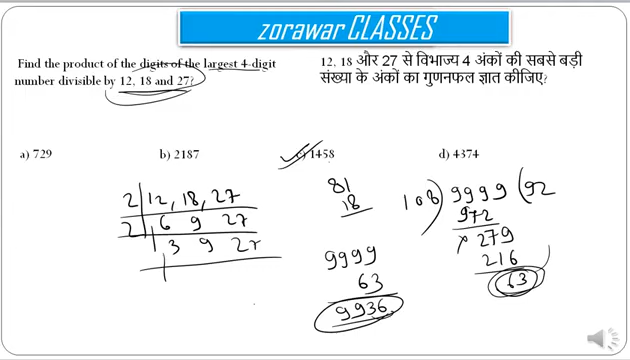 zorawar CLASSES
Find the product of the digits of the largest 4 digit
number divisible by 12, 18 and 27?
12, 18 और 27 से विभाज्य 4 अंकों की सबसे बड़ी
संख्या के अंकों का गुणनफल ज्ञात कीजिए?
a) 729 b) 2187 c) 1458 d) 4374
2 12, 18, 27
2 6 9 27
3 9 27
81
18
9999
63
9936
108) 9999 (92
972
279
216
63